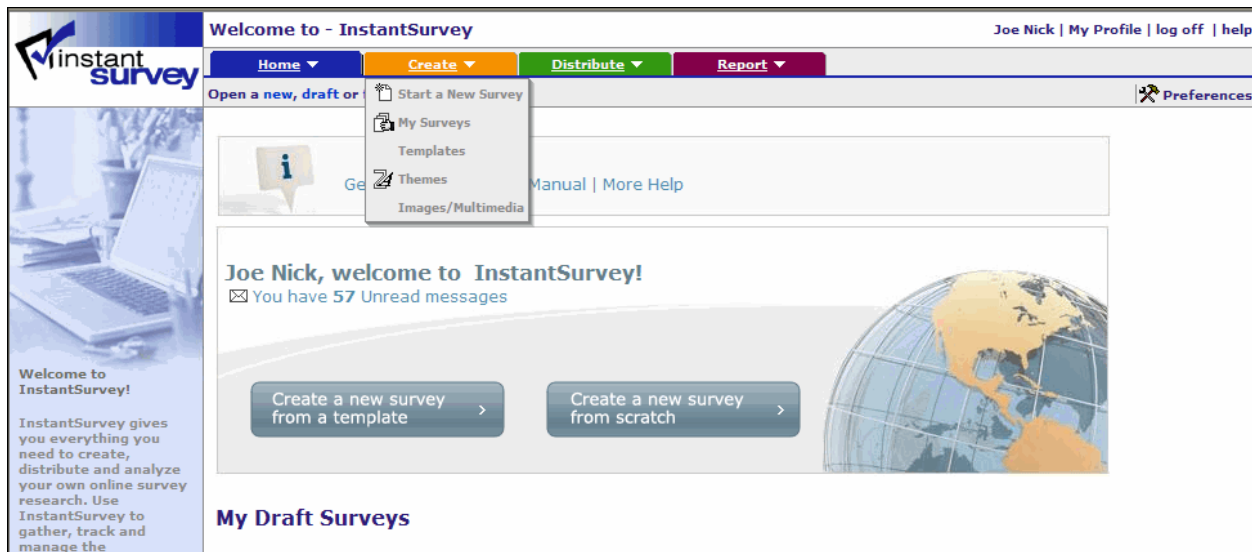 instant
survey
Welcome to - InstantSurvey
Joe Nick | My Profile | log off | help
Home
Create
Distribute
Report
Open a new, draft or
Preferences
Start a New Survey
My Surveys
Templates
Themes
Images/Multimedia
i
Manual | More Help
Joe Nick, welcome to InstantSurvey!
You have 57 Unread messages
Create a new survey
from a template
Create a new survey
from scratch
My Draft Surveys
Welcome to
InstantSurvey!
InstantSurvey gives
you everything you
need to create,
distribute and analyze
your own online survey
research. Use
InstantSurvey to
gather, track and
manage the